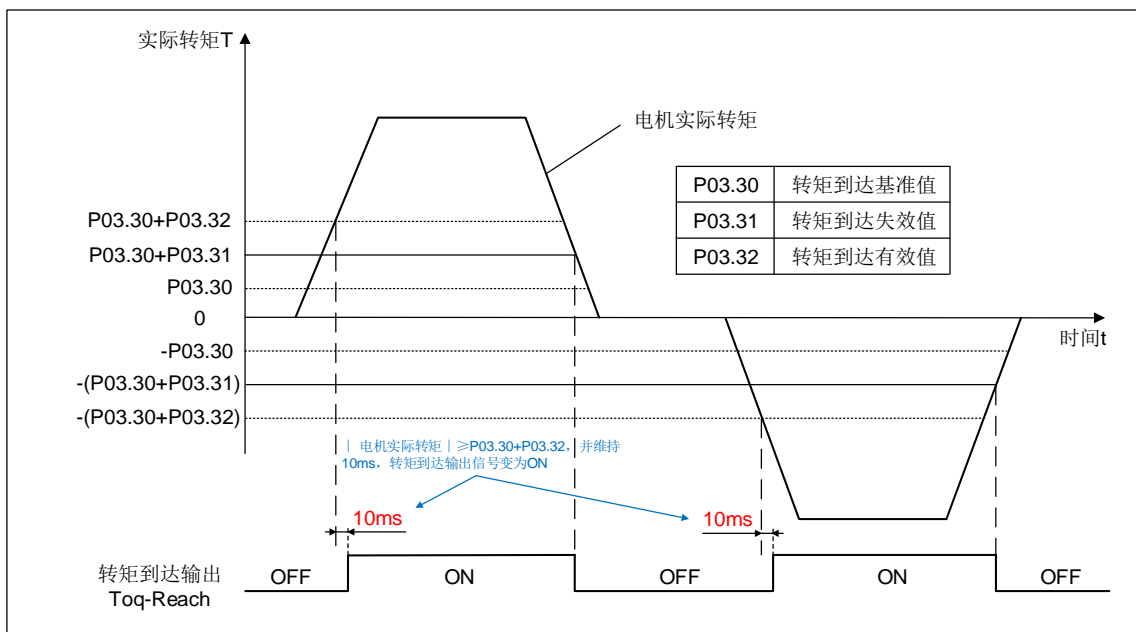 实际转矩T
电机实际转矩
P03.30 转矩到达基准值
P03.31 转矩到达失效值
P03.32 转矩到达有效值
P03.30+P03.32
P03.30+P03.31
P03.30
0
时间t
-P03.30
-(P03.30+P03.31)
-(P03.30+P03.32)
| 电机实际转矩 | ≥P03.30+P03.32, 并维持
10ms，转矩到达输出信号变为ON
10ms
10ms
转矩到达输出
Toq-Reach
OFF ON OFF ON OFF